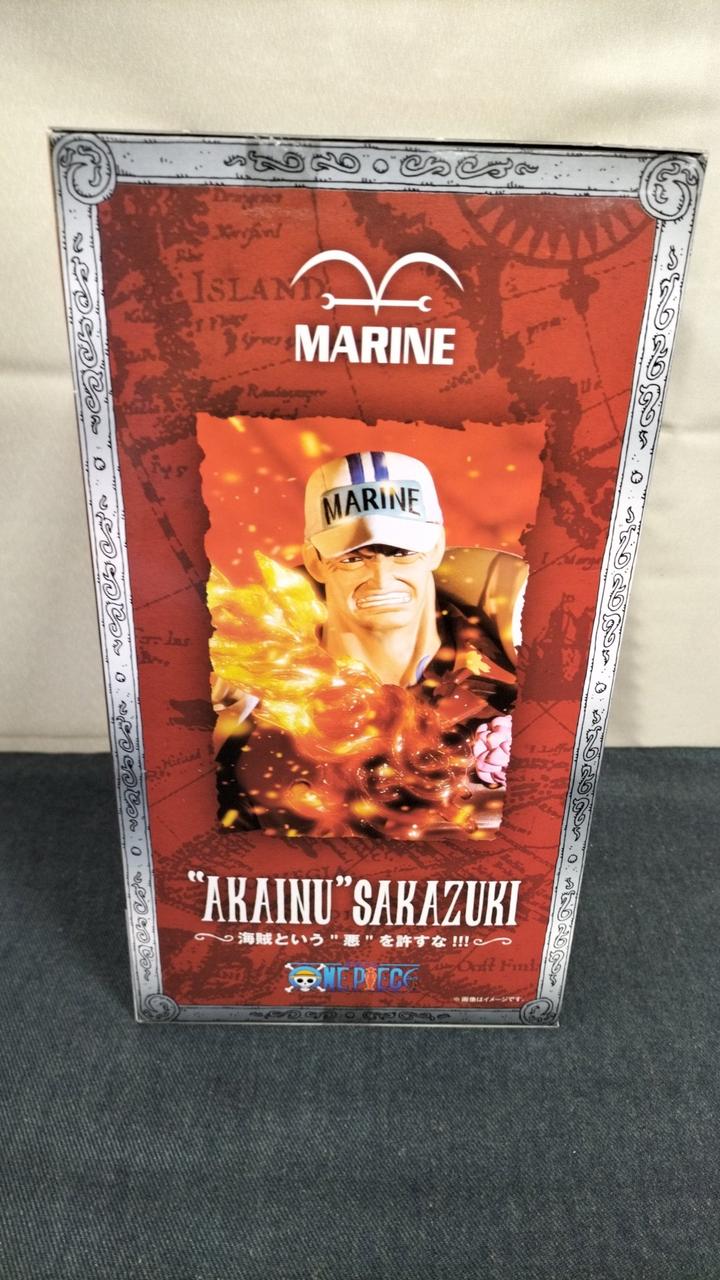 ISLAND
MARINE
MARINE
"AKAINU" SAKAZUKI
～海賊という"悪"を許すな!!!～
ONE PIECE
※画像はイメージです。